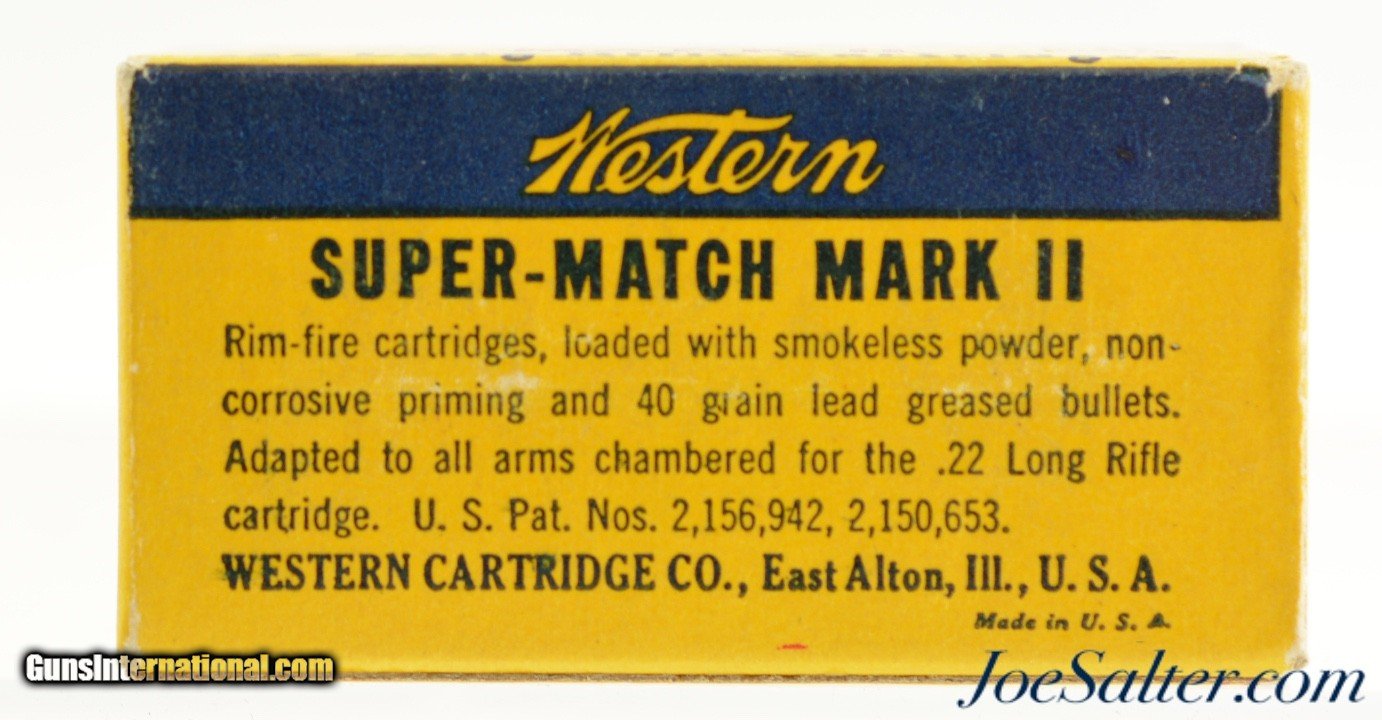 Western
SUPER-MATCH MARK II
Rim-fire cartridges, loaded with smokeless powder, non-
corrosive priming and 40 grain lead greased bullets.
Adapted to all arms chambered for the .22 Long Rifle
cartridge. U. S. Pat. Nos. 2,156,942, 2,150,653.
WESTERN CARTRIDGE CO., East Alton, Ill., U. S. A.
Made in U. S. A.
GunsInternational.com
JoeSalter.com